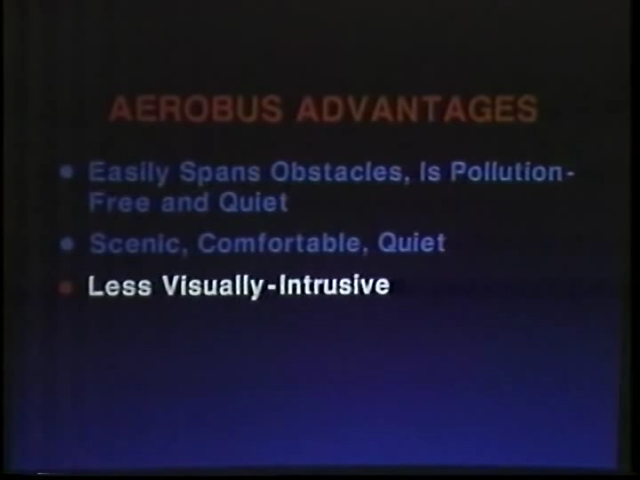 AEROBUS ADVANTAGES
• Easily Spans Obstacles, Is Pollution-
Free and Quiet
• Scenic, Comfortable, Quiet
• Less Visually-Intrusive